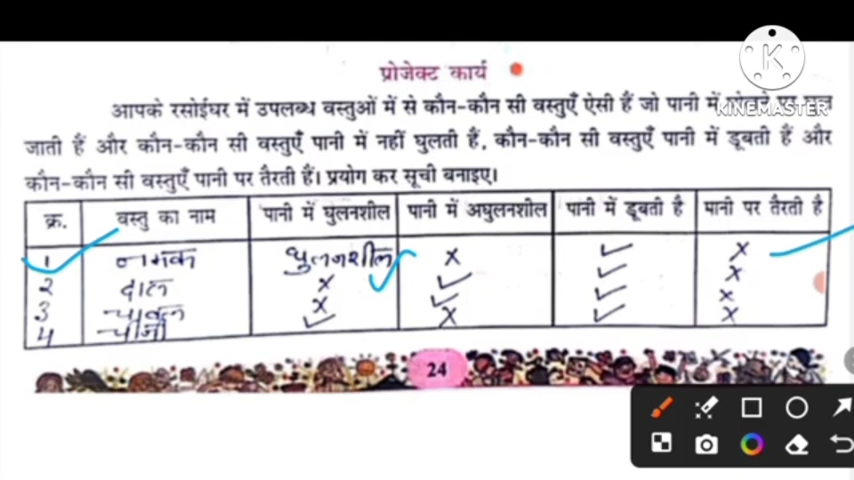 KINEMASTER
प्रोजेक्ट कार्य
आपके रसोईघर में उपलब्ध वस्तुओं में से कौन-कौन सी वस्तुएँ ऐसी हैं जो पानी में पर
जाती हैं और कौन-कौन सी वस्तुएँ पानी में नहीं घुलती हैं, कौन-कौन सी वस्तुएँ पानी में डूबती हैं और
कौन-कौन सी वस्तुएँ पानी पर तैरती हैं। प्रयोग कर सूची बनाइए।
क्र. वस्तु का नाम पानी में घुलनशील पानी में अघुलनशील पानी में डूबती है पानी पर तैरती है
1 नमक घुलनशील × ✓ ×
2 दाल × ✓ ✓ ×
3 चावल × ✓ ✓ ×
4 चीनी ✓ × ✓ ×
24